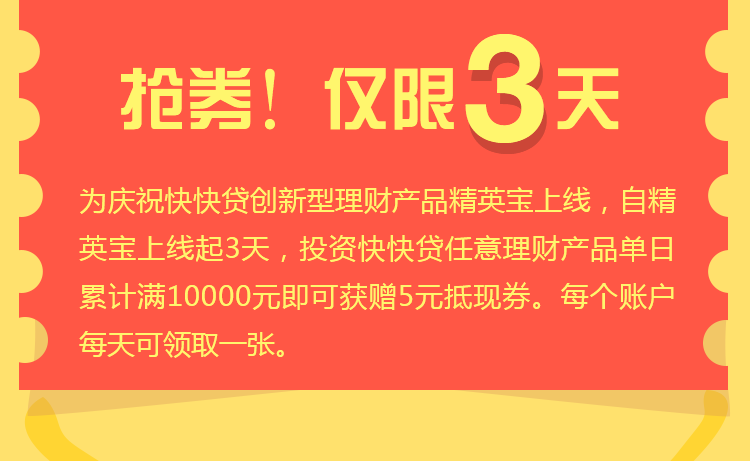 抢券！仅限3天
为庆祝快快贷创新型理财产品精英宝上线，自精
英宝上线起3天，投资快快贷任意理财产品单日
累计满10000元即可获赠5元抵现券。每个账户
每天可领取一张。